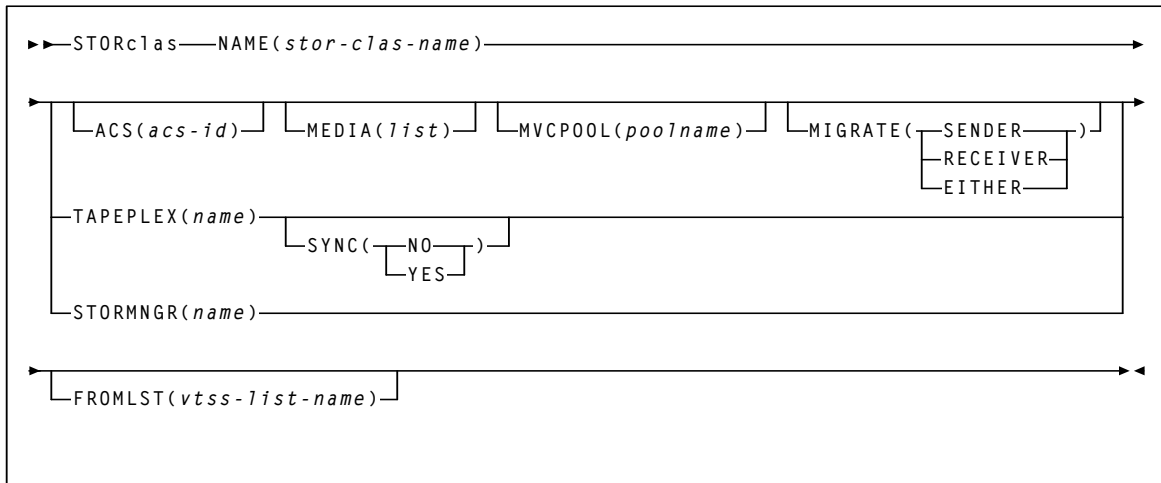 STORclas NAME(stor-clas-name)
ACS(acs-id) MEDIA(list) MVCPOOL(poolname) MIGRATE( SENDER )
RECEIVER
EITHER
TAPEPLEX(name)
SYNC( NO )
YES
STORMNGR(name)
FROMLST(vtss-list-name)